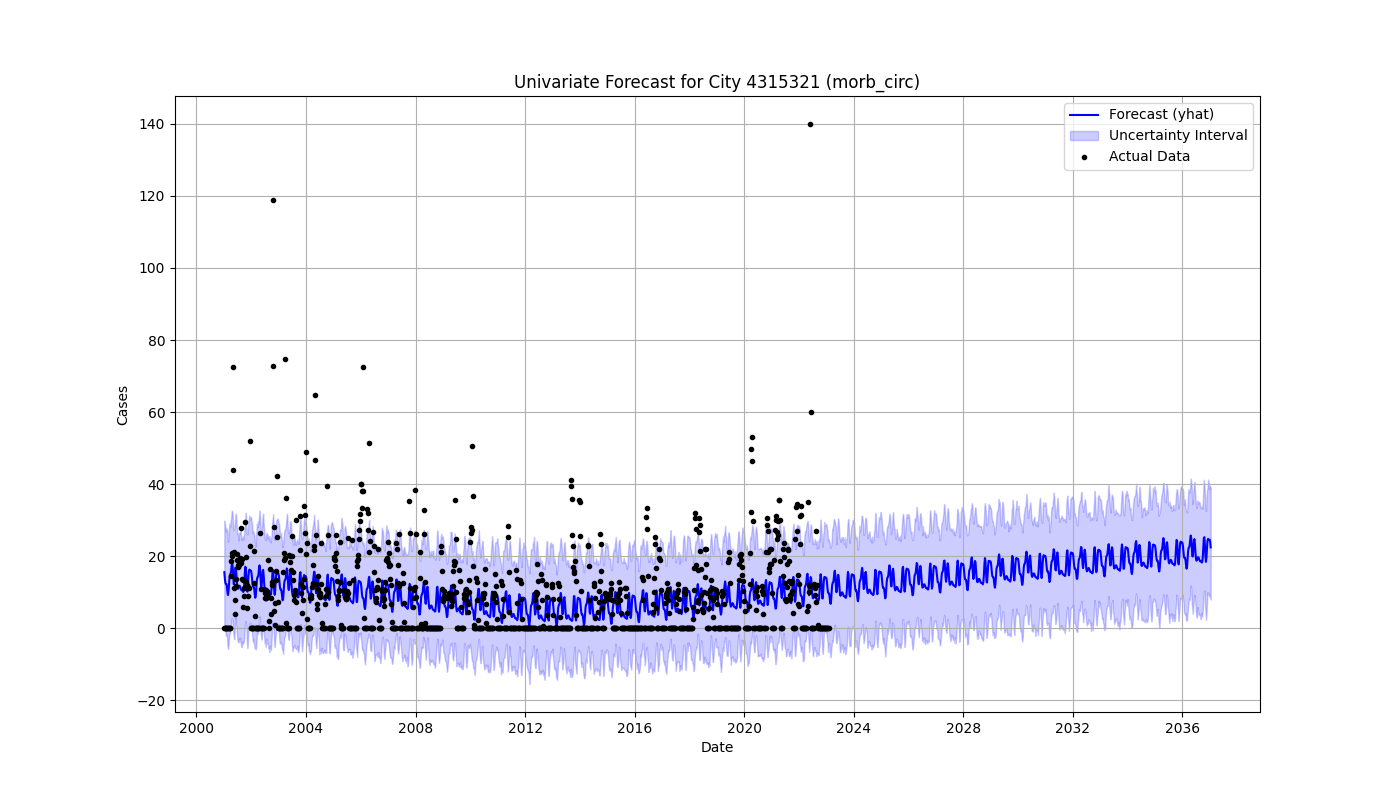 Univariate Forecast for City 4315321 (morb_circ)
Forecast (yhat)
Uncertainty Interval
Actual Data
140
120
100
80
60
40
20
0
−20
Cases
2000 2004 2008 2012 2016 2020 2024 2028 2032 2036
Date